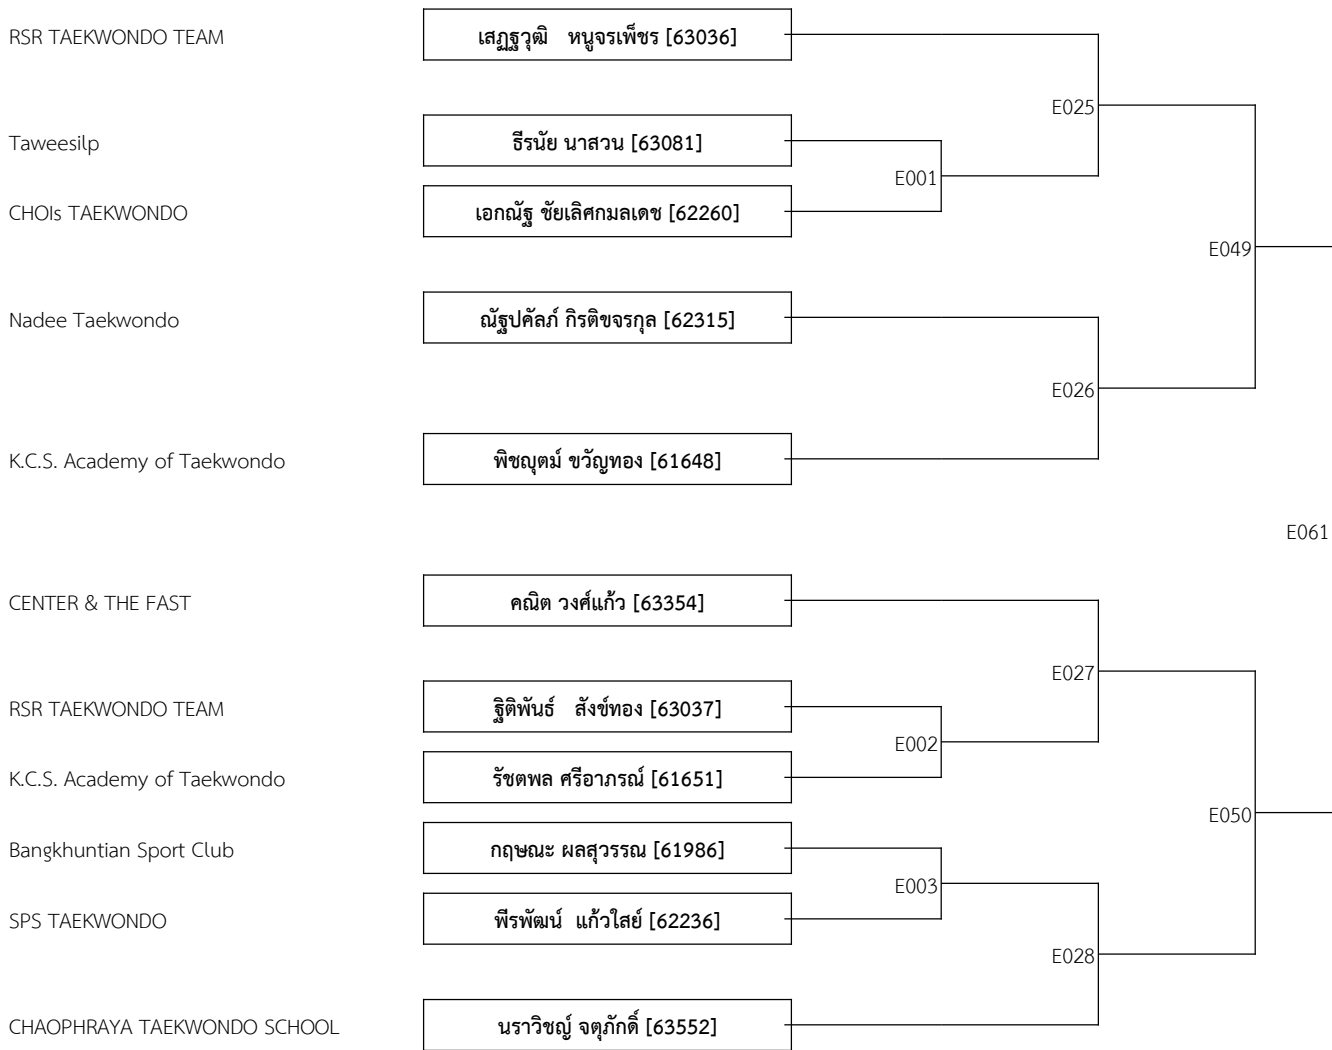 RSR TAEKWONDO TEAM
เสฏฐวุฒิ หนูจรเพ็ชร [63036]
E025
Taweesilp
ธีรนัย นาสวน [63081]
E001
CHOIs TAEKWONDO
เอกณัฐ ชัยเลิศกมลเดช [62260]
E049
Nadee Taekwondo
ณัฐปคัลภ์ กิรติขจรกุล [62315]
E026
K.C.S. Academy of Taekwondo
พิชญุตม์ ขวัญทอง [61648]
E061
CENTER & THE FAST
คณิต วงศ์แก้ว [63354]
E027
RSR TAEKWONDO TEAM
ฐิติพันธ์ สังข์ทอง [63037]
E002
K.C.S. Academy of Taekwondo
รัชตพล ศรีอาภรณ์ [61651]
E050
Bangkhuntian Sport Club
กฤษณะ ผลสุวรรณ [61986]
E003
SPS TAEKWONDO
พีรพัฒน์ แก้วใสย์ [62236]
E028
CHAOPHRAYA TAEKWONDO SCHOOL
นราวิชญ์ จตุภักดิ์ [63552]